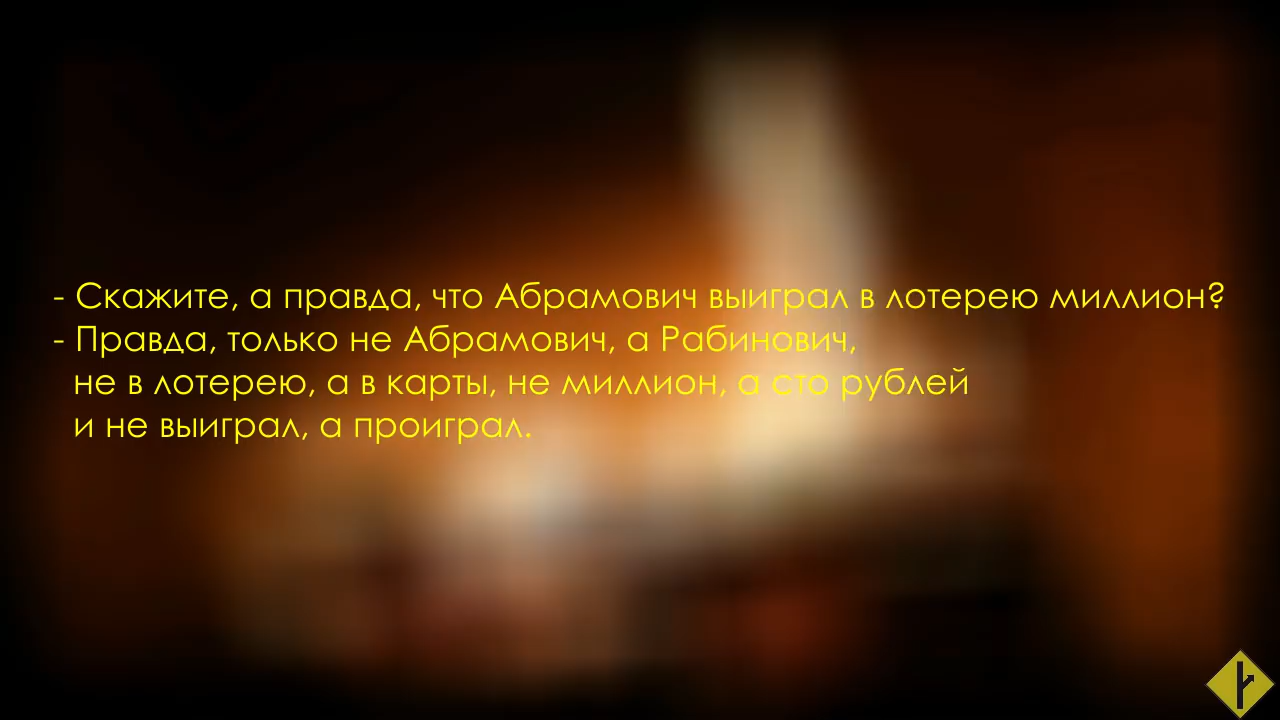 - Скажите, а правда, что Абрамович выиграл в лотерею миллион?
- Правда, только не Абрамович, а Рабинович,
не в лотерею, а в карты, не миллион, а сто рублей
и не выиграл, а проиграл.